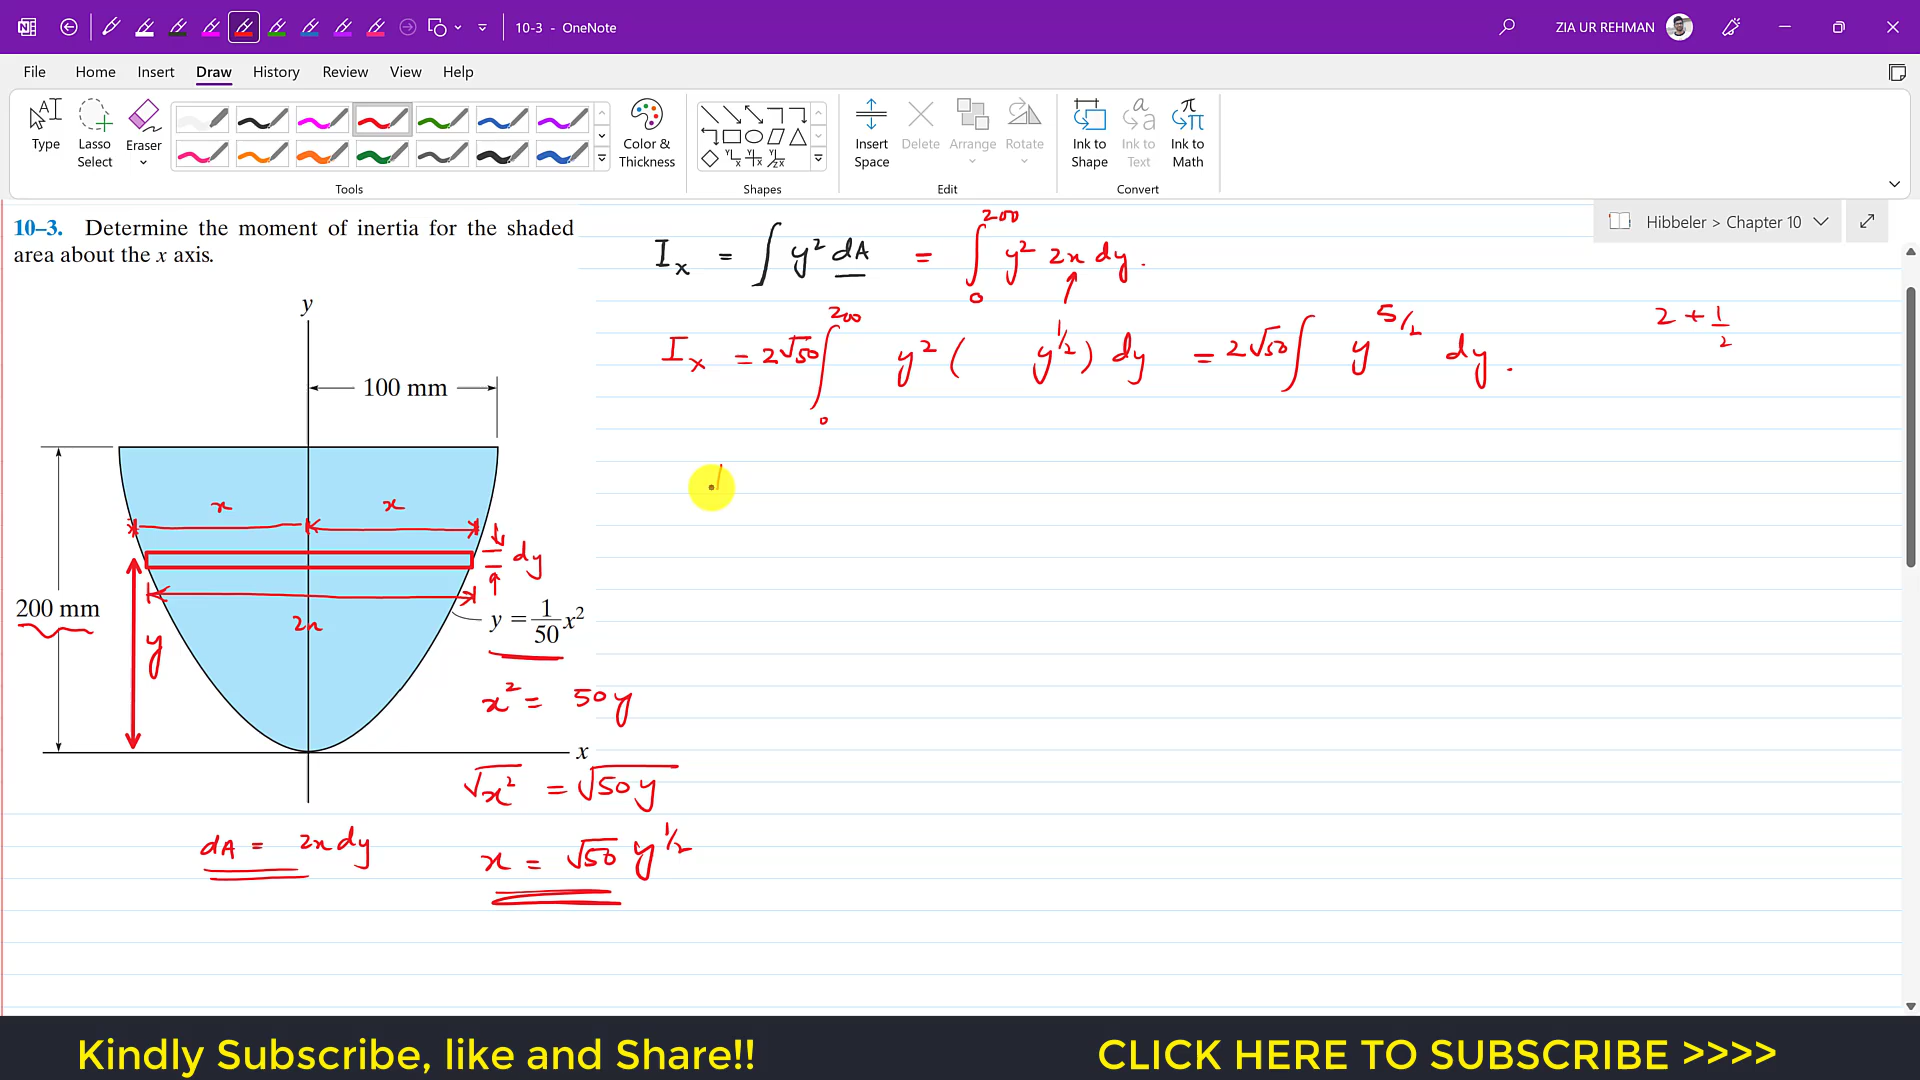 10-3 - OneNote
ZIA UR REHMAN
File Home Insert Draw History Review View Help
Type
Lasso Select
Eraser
Color & Thickness
Insert Space
Delete
Arrange
Rotate
Ink to Shape
Ink to Text
Ink to Math
Tools
Shapes
Edit
Convert
Hibbeler > Chapter 10
10–3. Determine the moment of inertia for the shaded
area about the x axis.
y
100 mm
x x
dy
200 mm
2x
y
y = 1/50 x²
x² = 50y
x
√x² = √50y
dA = 2x dy
x = √50 y^1/2
Ix = ∫ y² dA = ∫₀²⁰⁰ y² 2x dy.
Ix = 2√50 ∫₀²⁰⁰ y² ( y^1/2 ) dy = 2√50 ∫ y^5/2 dy.
2 + 1/2
Kindly Subscribe, like and Share!!
CLICK HERE TO SUBSCRIBE >>>>